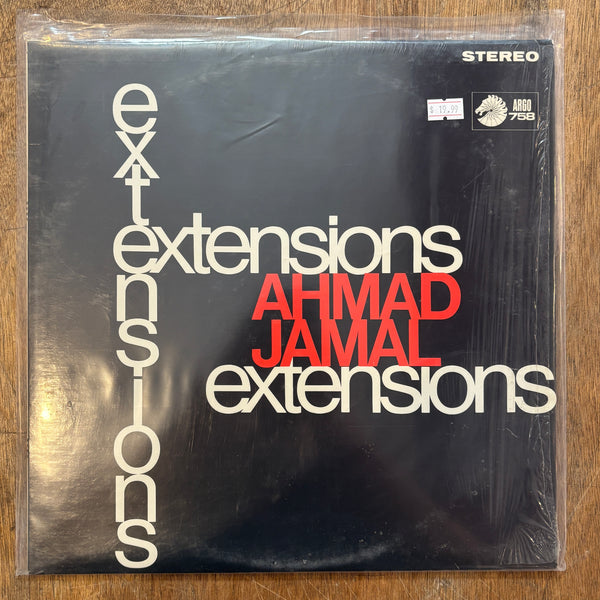 STEREO
$ 19.99
ARGO
758
extensions
extensions
AHMAD
JAMAL
extensions